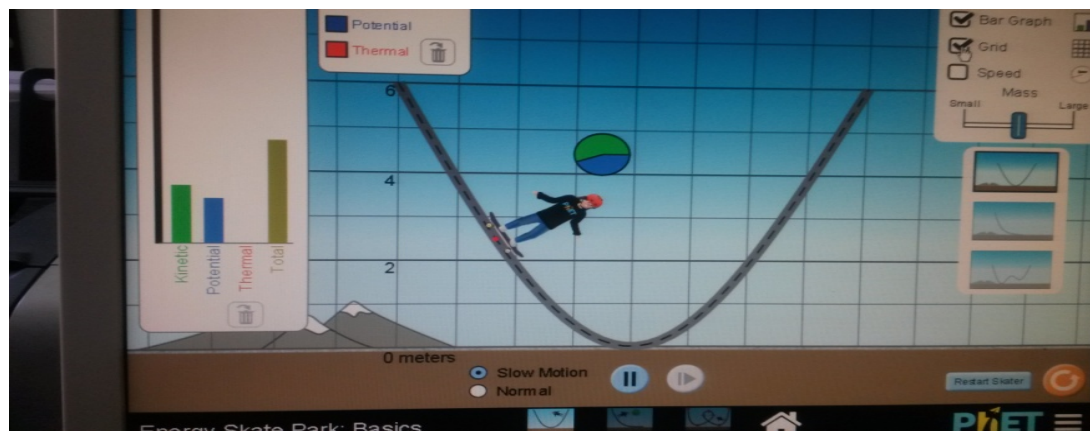 Potential
Thermal
Bar Graph
Grid
Speed
Mass
Small
Large
6
4
2
0 meters
Kinetic
Potential
Thermal
Total
PhET
Slow Motion
Normal
Restart Skater
Energy Skate Park: Basics
PhET